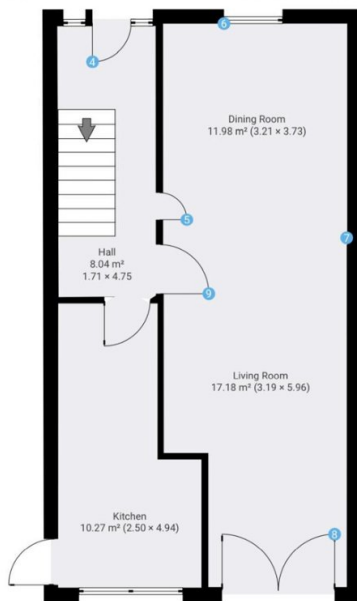 6
4
Dining Room
11.98 m² (3.21 × 3.73)
5
7
Hall
8.04 m²
1.71 × 4.75
9
Living Room
17.18 m² (3.19 × 5.96)
Kitchen
10.27 m² (2.50 × 4.94)
8